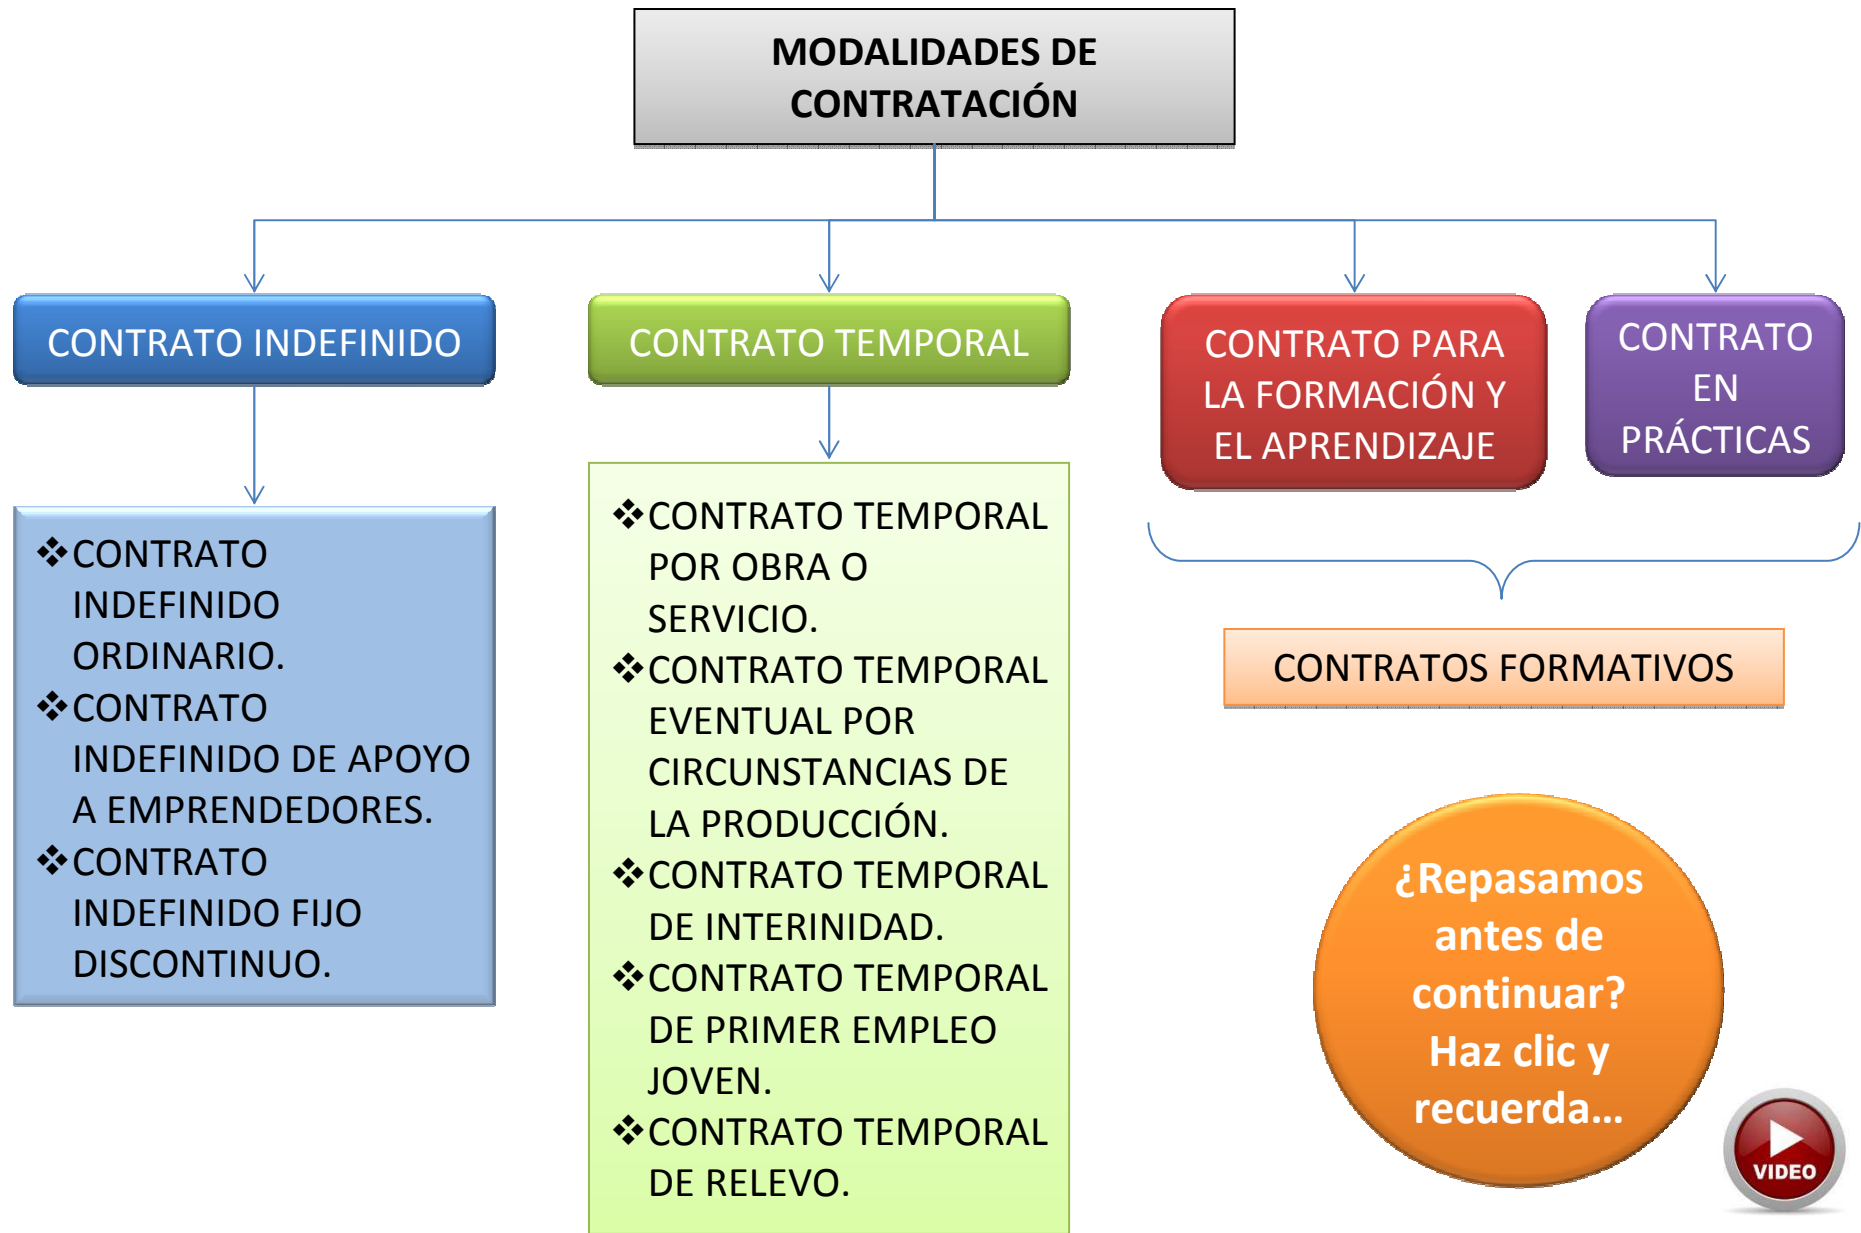 MODALIDADES DE
CONTRATACIÓN
CONTRATO INDEFINIDO
❖CONTRATO
INDEFINIDO
ORDINARIO.
❖CONTRATO
INDEFINIDO DE APOYO
A EMPRENDEDORES.
❖CONTRATO
INDEFINIDO FIJO
DISCONTINUO.
CONTRATO TEMPORAL
❖CONTRATO TEMPORAL
POR OBRA O
SERVICIO.
❖CONTRATO TEMPORAL
EVENTUAL POR
CIRCUNSTANCIAS DE
LA PRODUCCIÓN.
❖CONTRATO TEMPORAL
DE INTERINIDAD.
❖CONTRATO TEMPORAL
DE PRIMER EMPLEO
JOVEN.
❖CONTRATO TEMPORAL
DE RELEVO.
CONTRATO PARA
LA FORMACIÓN Y
EL APRENDIZAJE
CONTRATO
EN
PRÁCTICAS
CONTRATOS FORMATIVOS
¿Repasamos
antes de
continuar?
Haz clic y
recuerda...
VIDEO